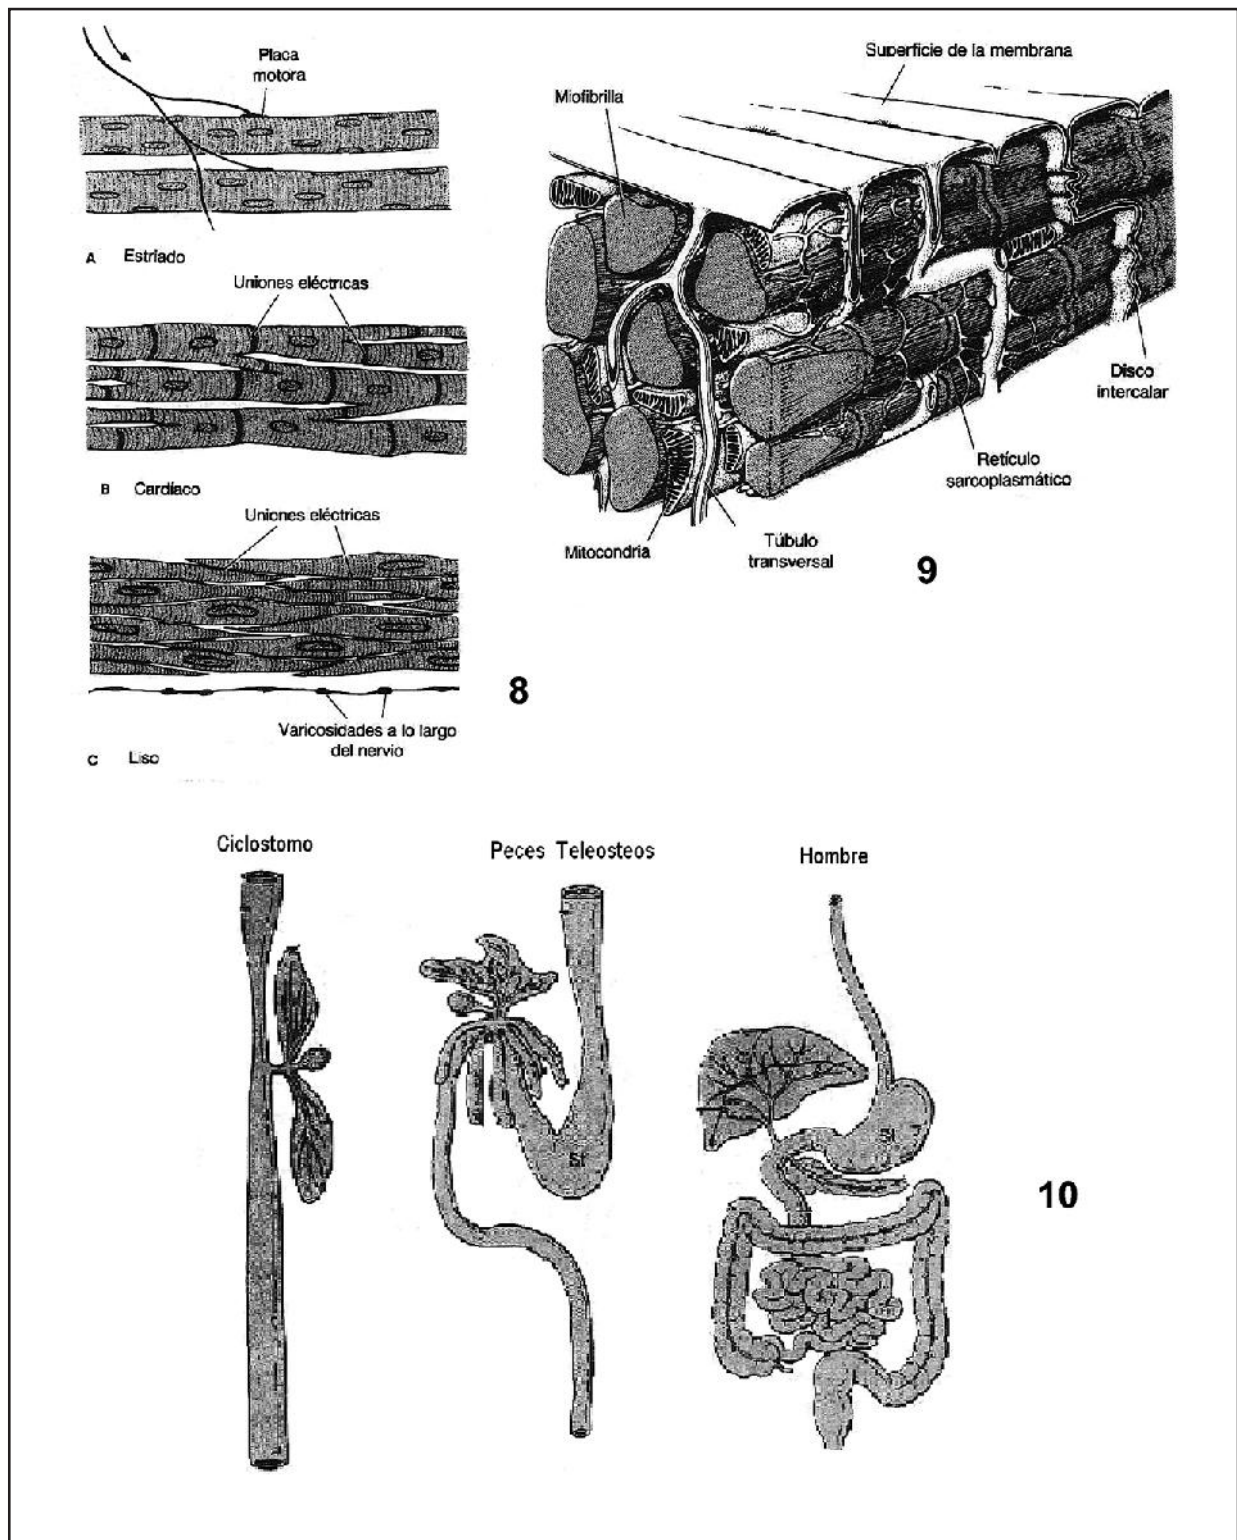 Placa
motora
A Estriado
Uniones eléctricas
B Cardíaco
Uniones eléctricas
Varicosidades a lo largo
del nervio
C Liso
8
Superficie de la membrana
Miofibrilla
Disco
intercalar
Retículo
sarcoplasmático
Túbulo
transversal
Mitocondria
9
Ciclostomo
Peces Teleosteos
Hombre
St
St
10